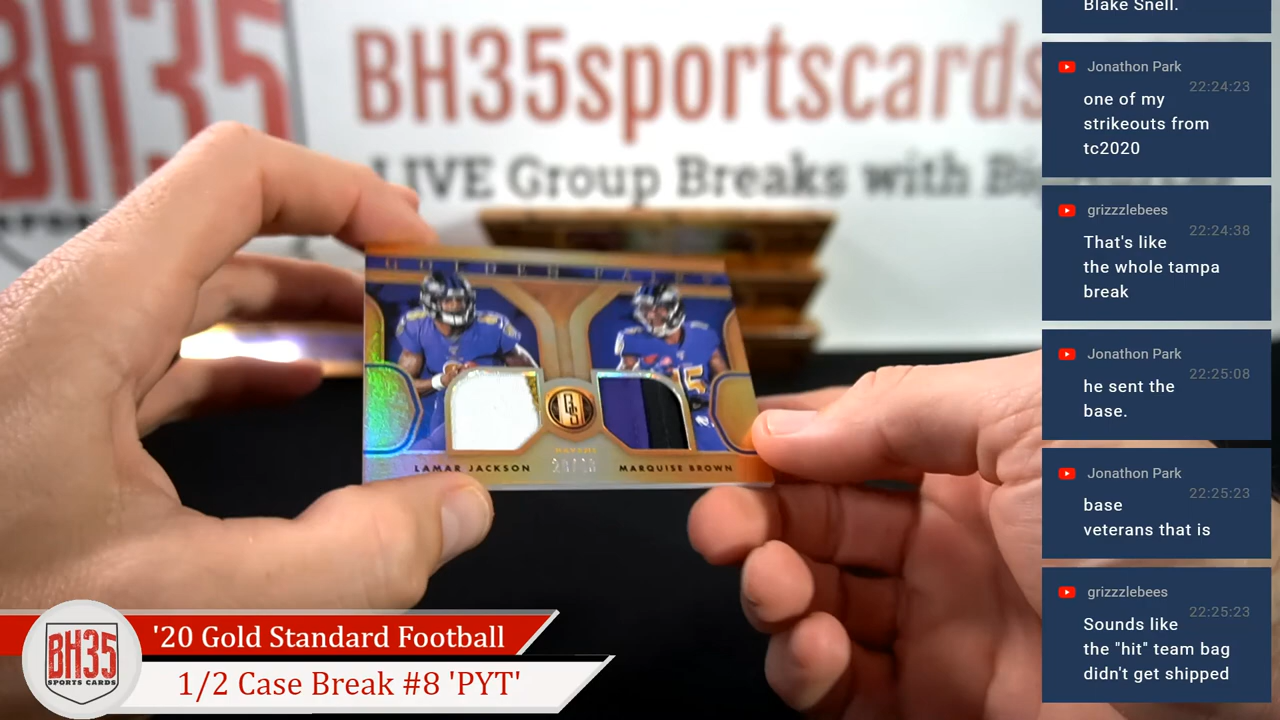 BH35
SPORTS
BH35sportscards
LIVE Group Breaks with
LAMAR JACKSON
MARQUISE BROWN
GS
15
BH35
SPORTS CARDS
'20 Gold Standard Football
1/2 Case Break #8 'PYT'
Blake Snell.
Jonathon Park
22:24:23
one of my
strikeouts from
tc2020
grizzzlebees
22:24:38
That's like
the whole tampa
break
Jonathon Park
22:25:08
he sent the
base.
Jonathon Park
22:25:23
base
veterans that is
grizzzlebees
22:25:23
Sounds like
the "hit" team bag
didn't get shipped